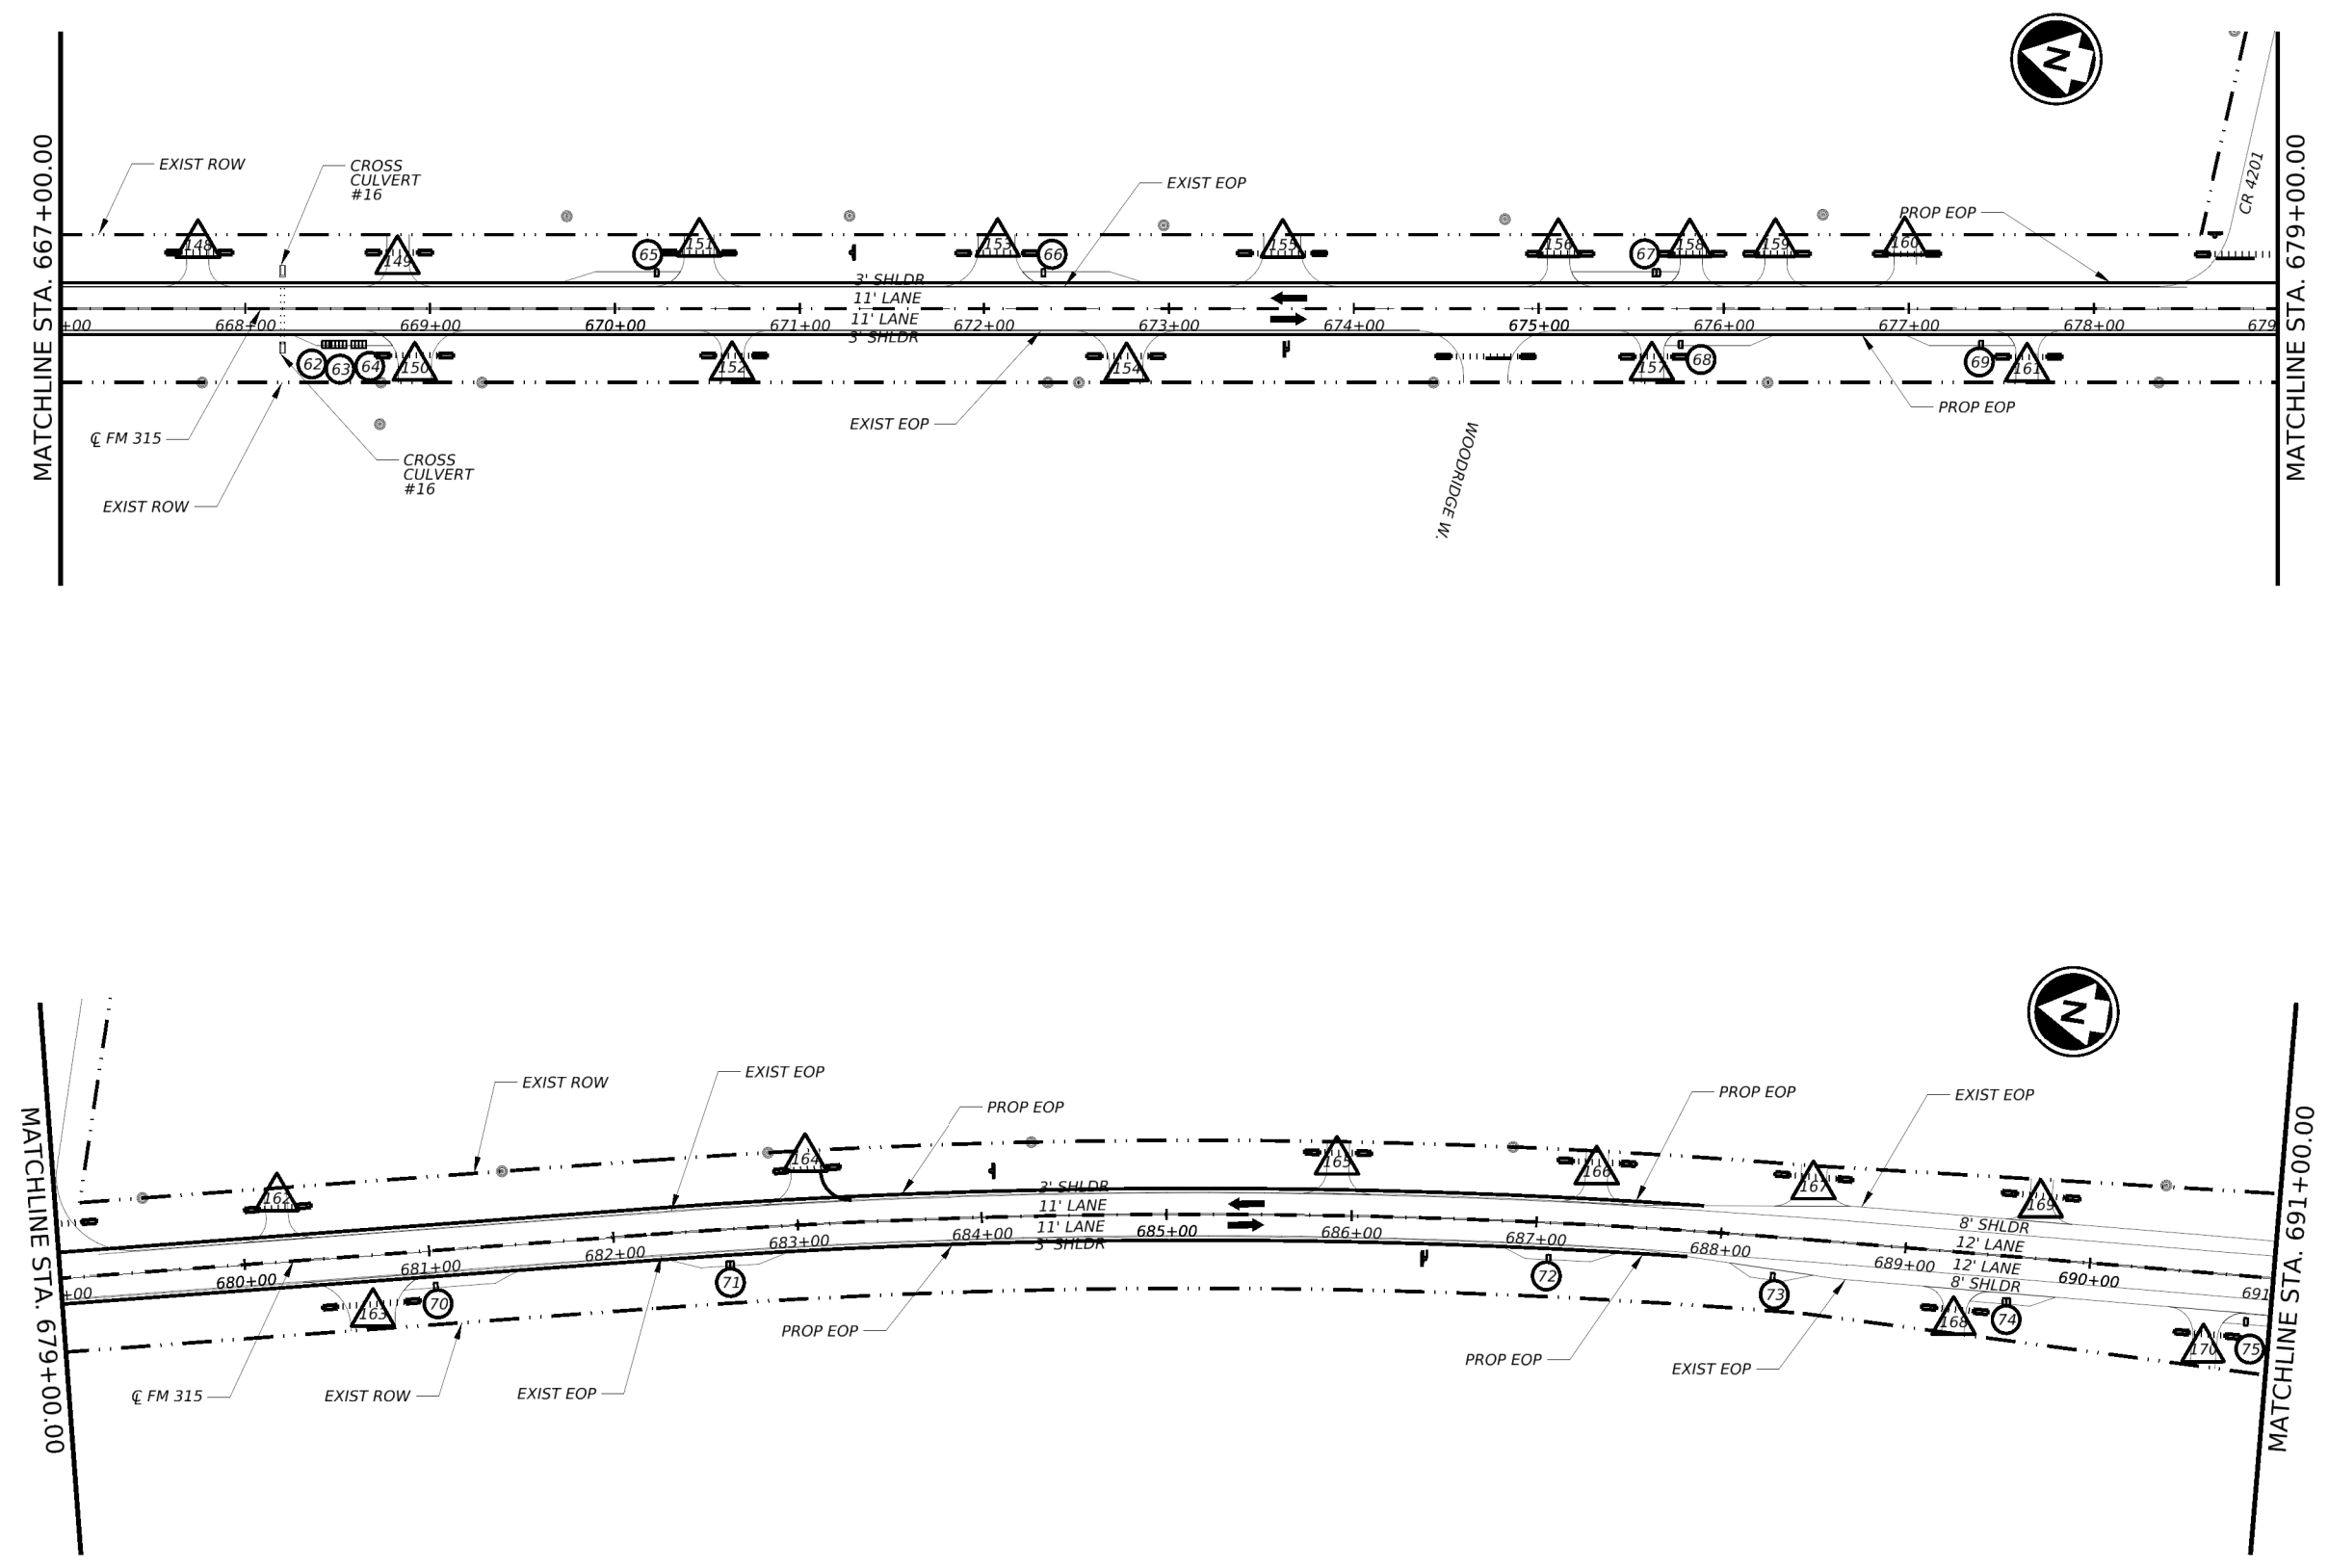 N
MATCHLINE STA. 667+00.00
MATCHLINE STA. 679+00.00
EXIST ROW
CROSS
CULVERT
#16
EXIST EOP
PROP EOP
CR 4201
148
149
65
151
153
66
155
156
67
158
159
160
3' SHLDR
11' LANE
11' LANE
3' SHLDR
+00
668+00
669+00
670+00
671+00
672+00
673+00
674+00
675+00
676+00
677+00
678+00
679
62
63
64
150
152
154
157
68
69
161
℄ FM 315
EXIST ROW
CROSS
CULVERT
#16
EXIST EOP
WOODRIDGE W.
PROP EOP
N
MATCHLINE STA. 679+00.00
MATCHLINE STA. 691+00.00
EXIST ROW
EXIST EOP
PROP EOP
PROP EOP
EXIST EOP
162
164
165
166
167
169
3' SHLDR
11' LANE
11' LANE
3' SHLDR
8' SHLDR
12' LANE
12' LANE
8' SHLDR
+00
680+00
681+00
682+00
683+00
684+00
685+00
686+00
687+00
688+00
689+00
690+00
691
163
70
71
72
73
168
74
170
75
℄ FM 315
EXIST ROW
EXIST EOP
PROP EOP
PROP EOP
EXIST EOP